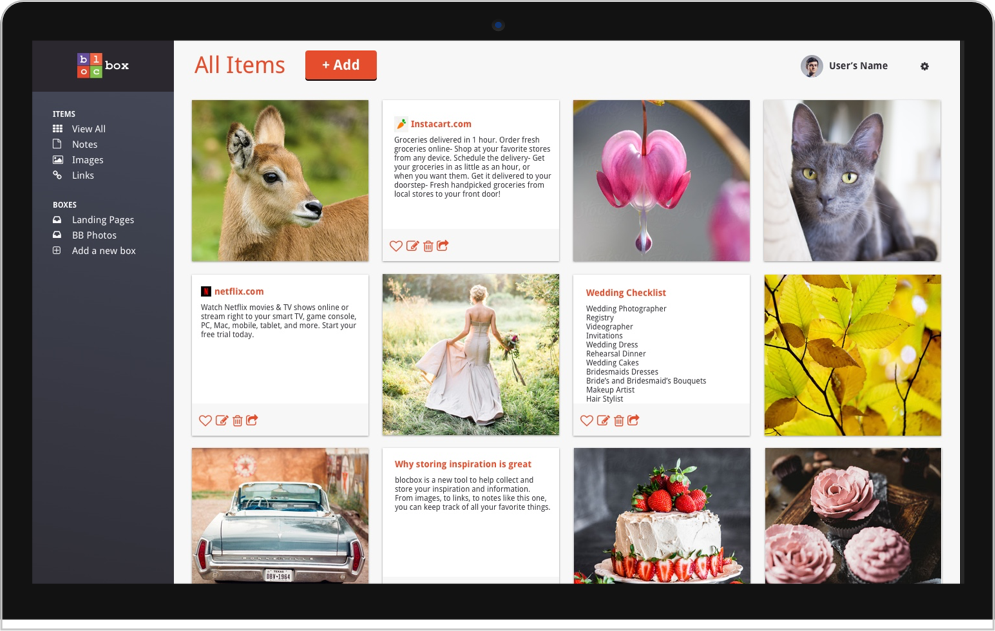 bl
oc
box
All Items
+ Add
User's Name
ITEMS
View All
Notes
Images
Links
BOXES
Landing Pages
BB Photos
Add a new box
Instacart.com
Groceries delivered in 1 hour. Order fresh
groceries online- Shop at your favorite stores
from any device. Schedule the delivery- Get
your groceries in as little as an hour, or
when you want them. Get it delivered to your
doorstep- Fresh handpicked groceries from
local stores to your front door!
netflix.com
Watch Netflix movies & TV shows online or
stream right to your smart TV, game console,
PC, Mac, mobile, tablet, and more. Start your
free trial today.
Wedding Checklist
Wedding Photographer
Registry
Videographer
Invitations
Wedding Dress
Rehearsal Dinner
Wedding Cakes
Bridesmaids Dresses
Bride's and Bridesmaid's Bouquets
Makeup Artist
Hair Stylist
Why storing inspiration is great
blocbox is a new tool to help collect and
store your inspiration and information.
From images, to links, to notes like this one,
you can keep track of all your favorite things.